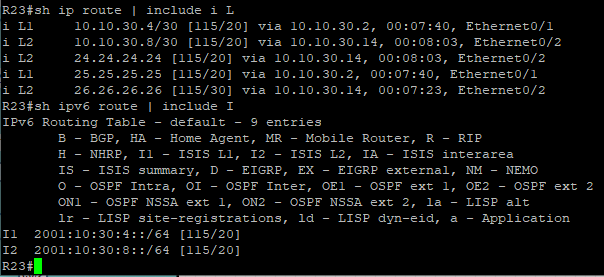 R23#sh ip route | include i L
i L1 10.10.30.4/30 [115/20] via 10.10.30.2, 00:07:40, Ethernet0/1
i L2 10.10.30.8/30 [115/20] via 10.10.30.14, 00:08:03, Ethernet0/2
i L2 24.24.24.24 [115/20] via 10.10.30.14, 00:08:03, Ethernet0/2
i L1 25.25.25.25 [115/20] via 10.10.30.2, 00:07:40, Ethernet0/1
i L2 26.26.26.26 [115/30] via 10.10.30.14, 00:07:23, Ethernet0/2
R23#sh ipv6 route | include I
IPv6 Routing Table - default - 9 entries
B - BGP, HA - Home Agent, MR - Mobile Router, R - RIP
H - NHRP, I1 - ISIS L1, I2 - ISIS L2, IA - ISIS interarea
IS - ISIS summary, D - EIGRP, EX - EIGRP external, NM - NEMO
O - OSPF Intra, OI - OSPF Inter, OE1 - OSPF ext 1, OE2 - OSPF ext 2
ON1 - OSPF NSSA ext 1, ON2 - OSPF NSSA ext 2, la - LISP alt
lr - LISP site-registrations, ld - LISP dyn-eid, a - Application
I1 2001:10:30:4::/64 [115/20]
I2 2001:10:30:8::/64 [115/20]
R23#